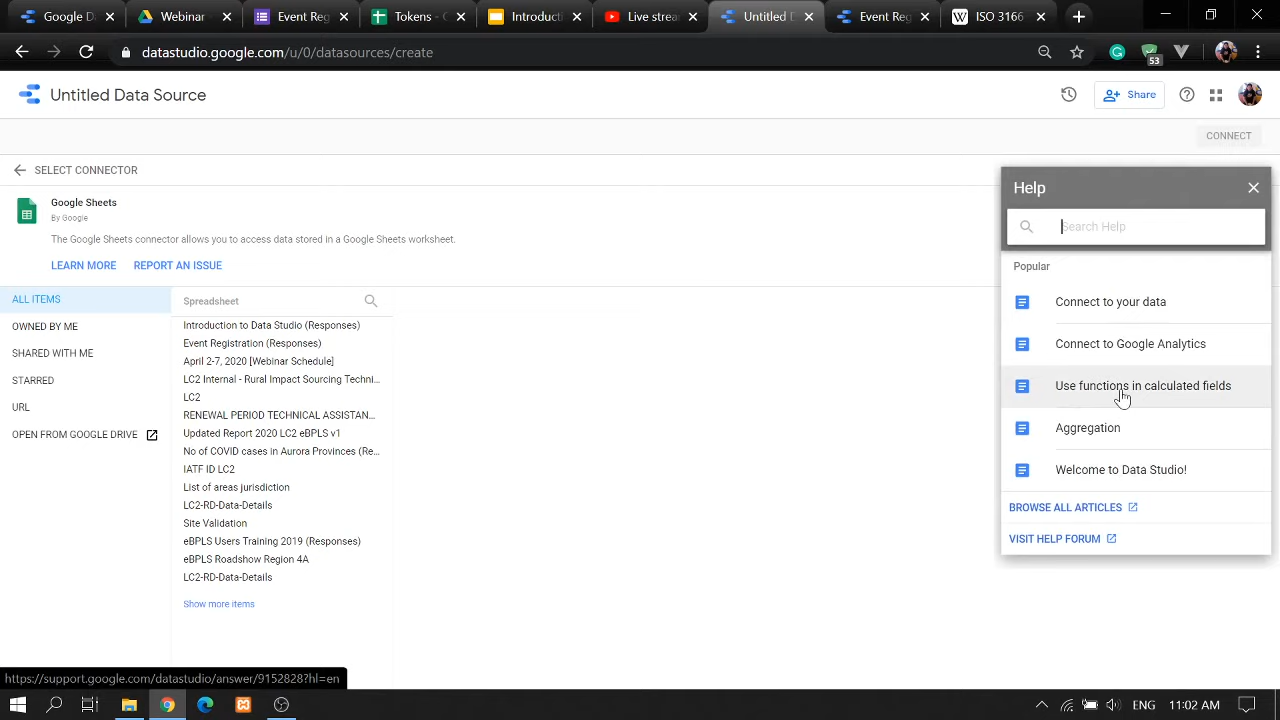 Google Da
Webinar
Event Reg
Tokens - C
Introducti
Live strea
Untitled D
Event Reg
ISO 3166
datastudio.google.com/u/0/datasources/create
53
Untitled Data Source
Share
CONNECT
SELECT CONNECTOR
Google Sheets
By Google
The Google Sheets connector allows you to access data stored in a Google Sheets worksheet.
LEARN MORE REPORT AN ISSUE
ALL ITEMS
OWNED BY ME
SHARED WITH ME
STARRED
URL
OPEN FROM GOOGLE DRIVE
Spreadsheet
Introduction to Data Studio (Responses)
Event Registration (Responses)
April 2-7, 2020 [Webinar Schedule]
LC2 Internal - Rural Impact Sourcing Techni...
LC2
RENEWAL PERIOD TECHNICAL ASSISTAN...
Updated Report 2020 LC2 eBPLS v1
No of COVID cases in Aurora Provinces (Re...
IATF ID LC2
List of areas jurisdiction
LC2-RD-Data-Details
Site Validation
eBPLS Users Training 2019 (Responses)
eBPLS Roadshow Region 4A
LC2-RD-Data-Details
Show more items
Help
Search Help
Popular
Connect to your data
Connect to Google Analytics
Use functions in calculated fields
Aggregation
Welcome to Data Studio!
BROWSE ALL ARTICLES
VISIT HELP FORUM
https://support.google.com/datastudio/answer/9152828?hl=en
ENG
11:02 AM